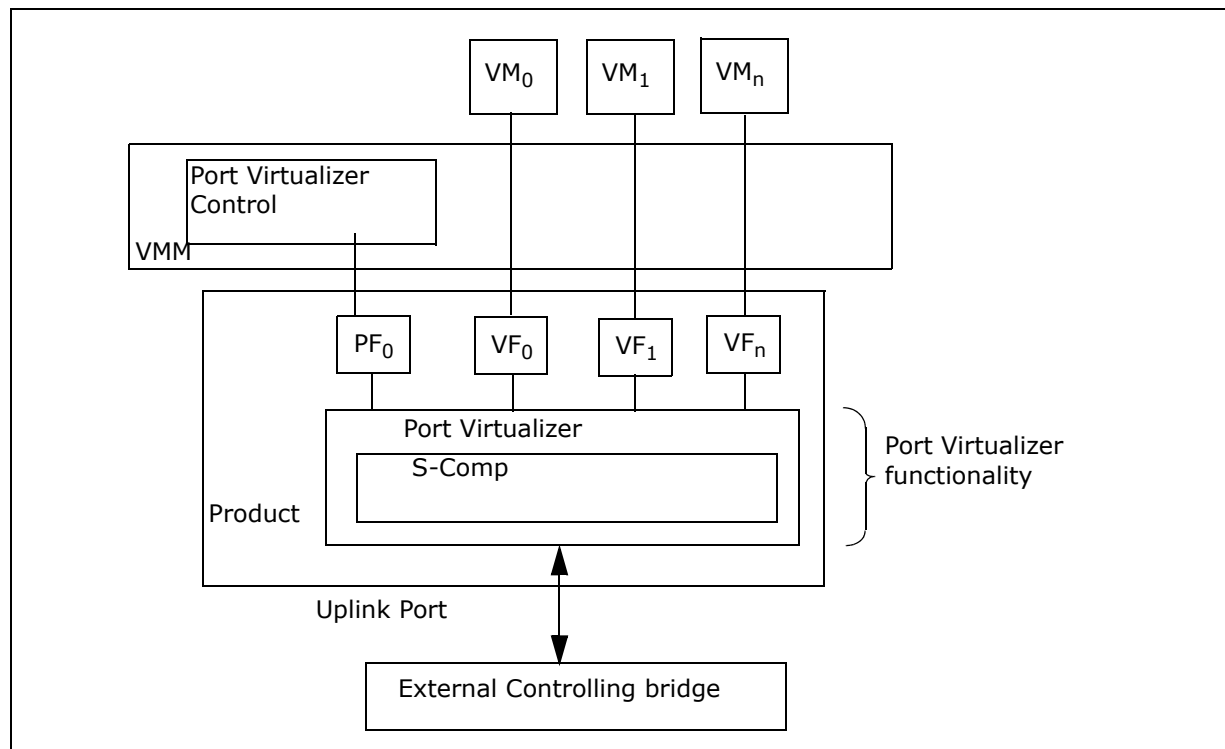 VM0
VM1
VMn
Port Virtualizer
Control
VMM
PF0
VF0
VF1
VFn
Port Virtualizer
S-Comp
Port Virtualizer
functionality
Product
Uplink Port
External Controlling bridge